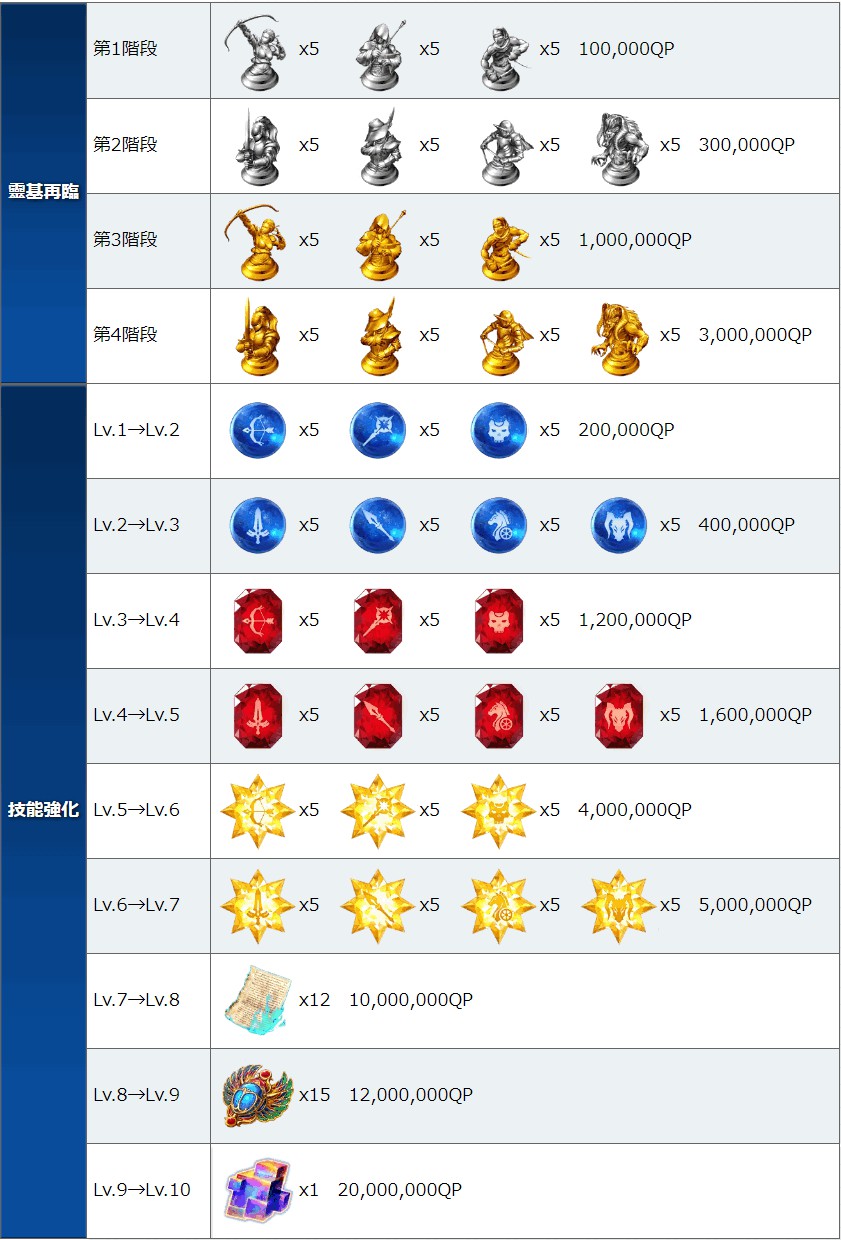 靈基再臨
第1階段 x5 x5 x5 100,000QP
第2階段 x5 x5 x5 x5 300,000QP
第3階段 x5 x5 x5 1,000,000QP
第4階段 x5 x5 x5 x5 3,000,000QP
技能強化
Lv.1→Lv.2 x5 x5 x5 200,000QP
Lv.2→Lv.3 x5 x5 x5 x5 400,000QP
Lv.3→Lv.4 x5 x5 x5 1,200,000QP
Lv.4→Lv.5 x5 x5 x5 x5 1,600,000QP
Lv.5→Lv.6 x5 x5 x5 4,000,000QP
Lv.6→Lv.7 x5 x5 x5 x5 5,000,000QP
Lv.7→Lv.8 x12 10,000,000QP
Lv.8→Lv.9 x15 12,000,000QP
Lv.9→Lv.10 x1 20,000,000QP